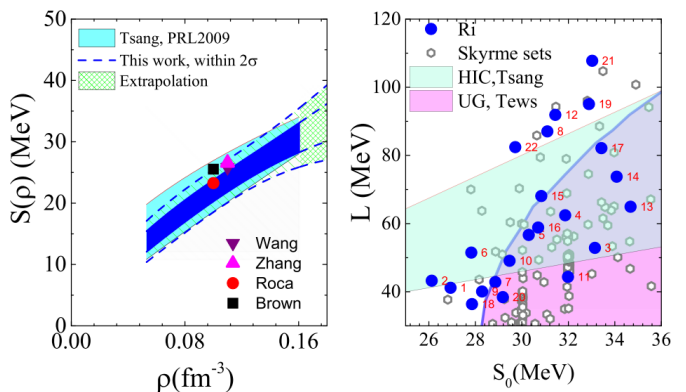 Tsang, PRL2009
This work, within 2σ
Extrapolation
Wang
Zhang
Roca
Brown
S(ρ) (MeV)
50
40
30
20
10
0
0.00
0.08
0.16
ρ(fm⁻³)
Ri
Skyrme sets
HIC,Tsang
UG, Tews
L (MeV)
120
100
80
60
40
21
19
12
8
22
17
14
15
13
4
16
5
3
6
10
11
2
1
7
9
20
18
26
28
30
32
34
36
S₀(MeV)